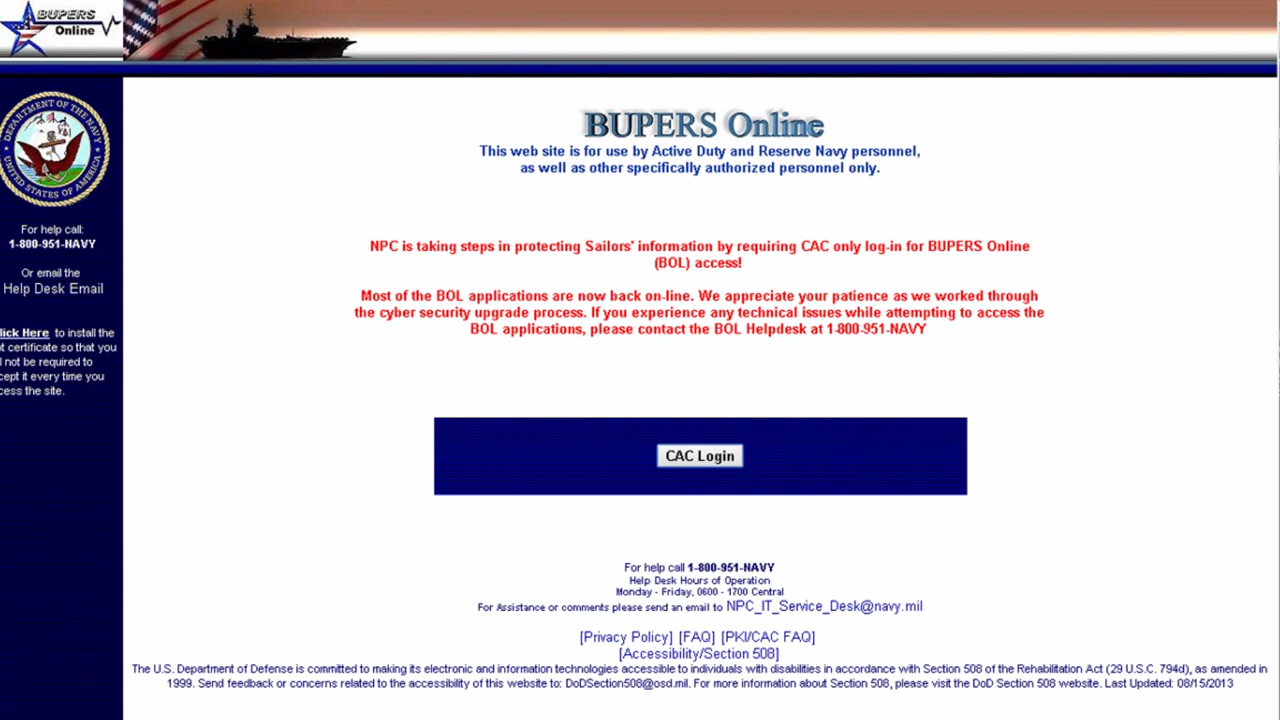 BUPERS
Online
DEPARTMENT OF THE NAVY
UNITED STATES OF AMERICA
For help call:
1-800-951-NAVY
Or email the
Help Desk Email
lick Here to install the
t certificate so that you
l not be required to
cept it every time you
cess the site.
BUPERS Online
This web site is for use by Active Duty and Reserve Navy personnel,
as well as other specifically authorized personnel only.
NPC is taking steps in protecting Sailors' information by requiring CAC only log-in for BUPERS Online
(BOL) access!
Most of the BOL applications are now back on-line. We appreciate your patience as we worked through
the cyber security upgrade process. If you experience any technical issues while attempting to access the
BOL applications, please contact the BOL Helpdesk at 1-800-951-NAVY
CAC Login
For help call 1-800-951-NAVY
Help Desk Hours of Operation
Monday - Friday, 0600 - 1700 Central
For Assistance or comments please send an email to NPC_IT_Service_Desk@navy.mil
[Privacy Policy] [FAQ] [PKI/CAC FAQ]
[Accessibility/Section 508]
The U.S. Department of Defense is committed to making its electronic and information technologies accessible to individuals with disabilities in accordance with Section 508 of the Rehabilitation Act (29 U.S.C. 794d), as amended in
1999. Send feedback or concerns related to the accessibility of this website to: DoDSection508@osd.mil. For more information about Section 508, please visit the DoD Section 508 website. Last Updated: 08/15/2013